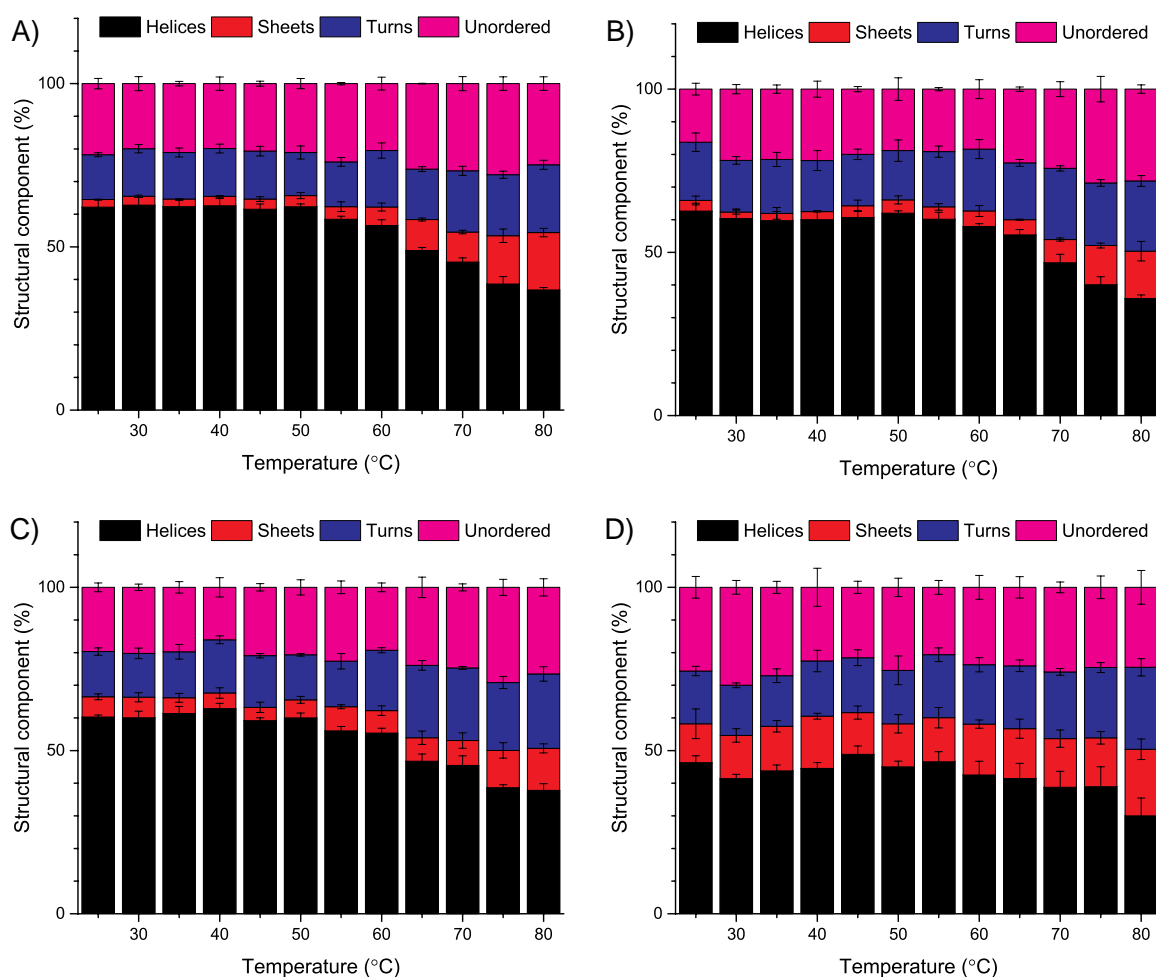 A)
Helices Sheets Turns Unordered
Structural component (%)
100
50
0
30 40 50 60 70 80
Temperature (°C)
B)
Helices Sheets Turns Unordered
Structural component (%)
100
50
0
30 40 50 60 70 80
Temperature (°C)
C)
Helices Sheets Turns Unordered
Structural component (%)
100
50
0
30 40 50 60 70 80
Temperature (°C)
D)
Helices Sheets Turns Unordered
Structural component (%)
100
50
0
30 40 50 60 70 80
Temperature (°C)